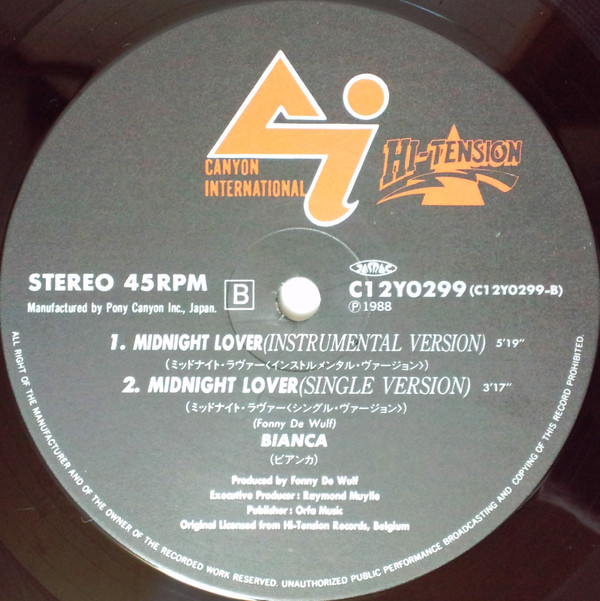 CANYON
INTERNATIONAL
HI-TENSION
STEREO 45RPM
Manufactured by Pony Canyon Inc., Japan.
B
JASRAC
C12Y0299 (C12Y0299-B)
Ⓟ 1988
1. MIDNIGHT LOVER(INSTRUMENTAL VERSION) 5'19"
(ミッドナイト・ラヴァー〈インストルメンタル・ヴァージョン〉)
2. MIDNIGHT LOVER(SINGLE VERSION) 3'17"
(ミッドナイト・ラヴァー〈シングル・ヴァージョン〉)
(Fonny De Wulf)
BIANCA
(ビアンカ)
Produced by Fonny De Wulf
Executive Producer : Raymond Muylle
Publisher : Orfa Music
Original Licensed from Hi-Tension Records, Belgium
ALL RIGHT OF THE MANUFACTURER AND OF THE OWNER OF THE RECORDED WORK RESERVED. UNAUTHORIZED PUBLIC PERFORMANCE BROADCASTING AND COPYING OF THIS RECORD PROHIBITED.